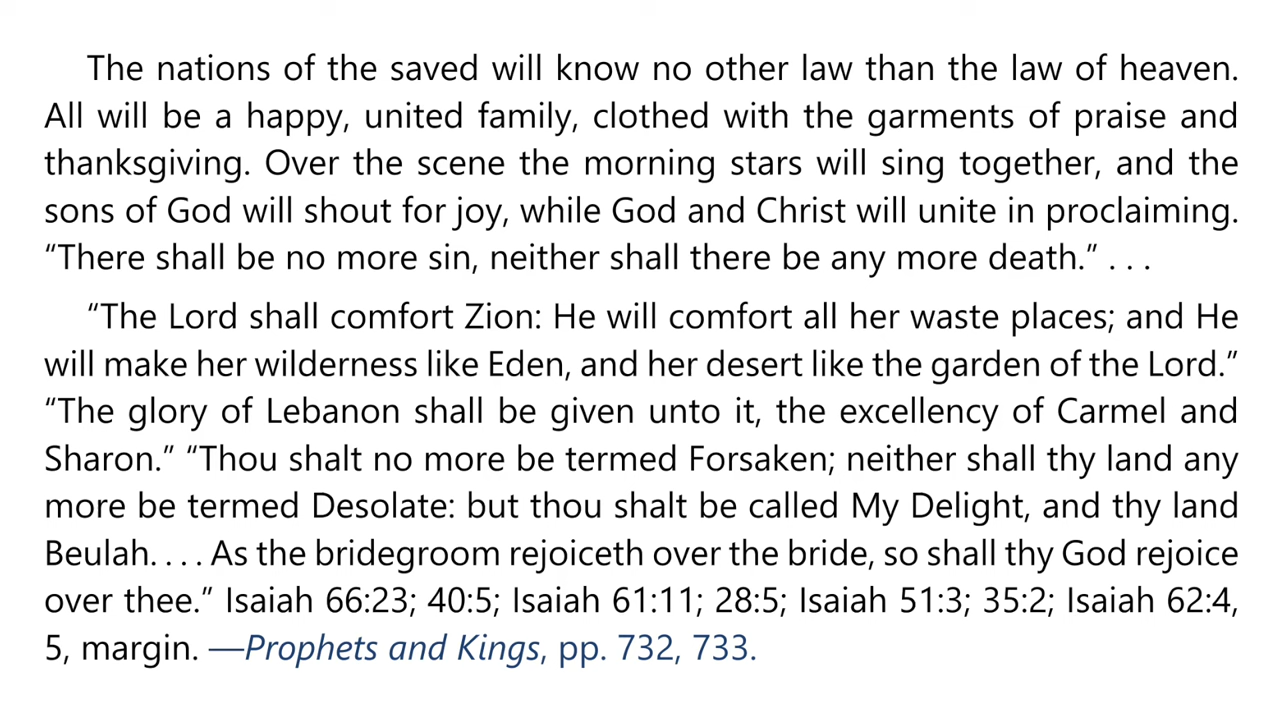 The nations of the saved will know no other law than the law of heaven.
All will be a happy, united family, clothed with the garments of praise and
thanksgiving. Over the scene the morning stars will sing together, and the
sons of God will shout for joy, while God and Christ will unite in proclaiming.
“There shall be no more sin, neither shall there be any more death.” . . .
“The Lord shall comfort Zion: He will comfort all her waste places; and He
will make her wilderness like Eden, and her desert like the garden of the Lord.”
“The glory of Lebanon shall be given unto it, the excellency of Carmel and
Sharon.” “Thou shalt no more be termed Forsaken; neither shall thy land any
more be termed Desolate: but thou shalt be called My Delight, and thy land
Beulah. . . . As the bridegroom rejoiceth over the bride, so shall thy God rejoice
over thee.” Isaiah 66:23; 40:5; Isaiah 61:11; 28:5; Isaiah 51:3; 35:2; Isaiah 62:4,
5, margin. —Prophets and Kings, pp. 732, 733.